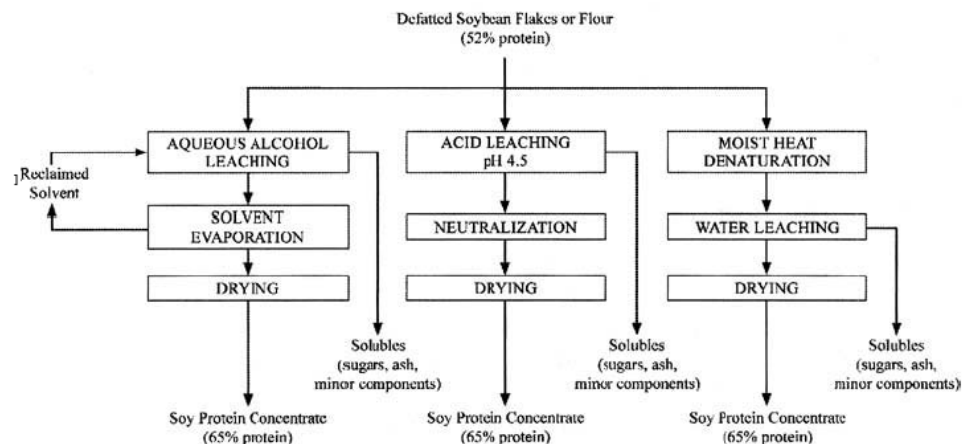 Defatted Soybean Flakes or Flour
(52% protein)
AQUEOUS ALCOHOL
LEACHING
ACID LEACHING
pH 4.5
MOIST HEAT
DENATURATION
]Reclaimed
Solvent
SOLVENT
EVAPORATION
NEUTRALIZATION
WATER LEACHING
DRYING
DRYING
DRYING
Solubles
(sugars, ash,
minor components)
Solubles
(sugars, ash,
minor components)
Solubles
(sugars, ash,
minor components)
Soy Protein Concentrate
(65% protein)
Soy Protein Concentrate
(65% protein)
Soy Protein Concentrate
(65% protein)